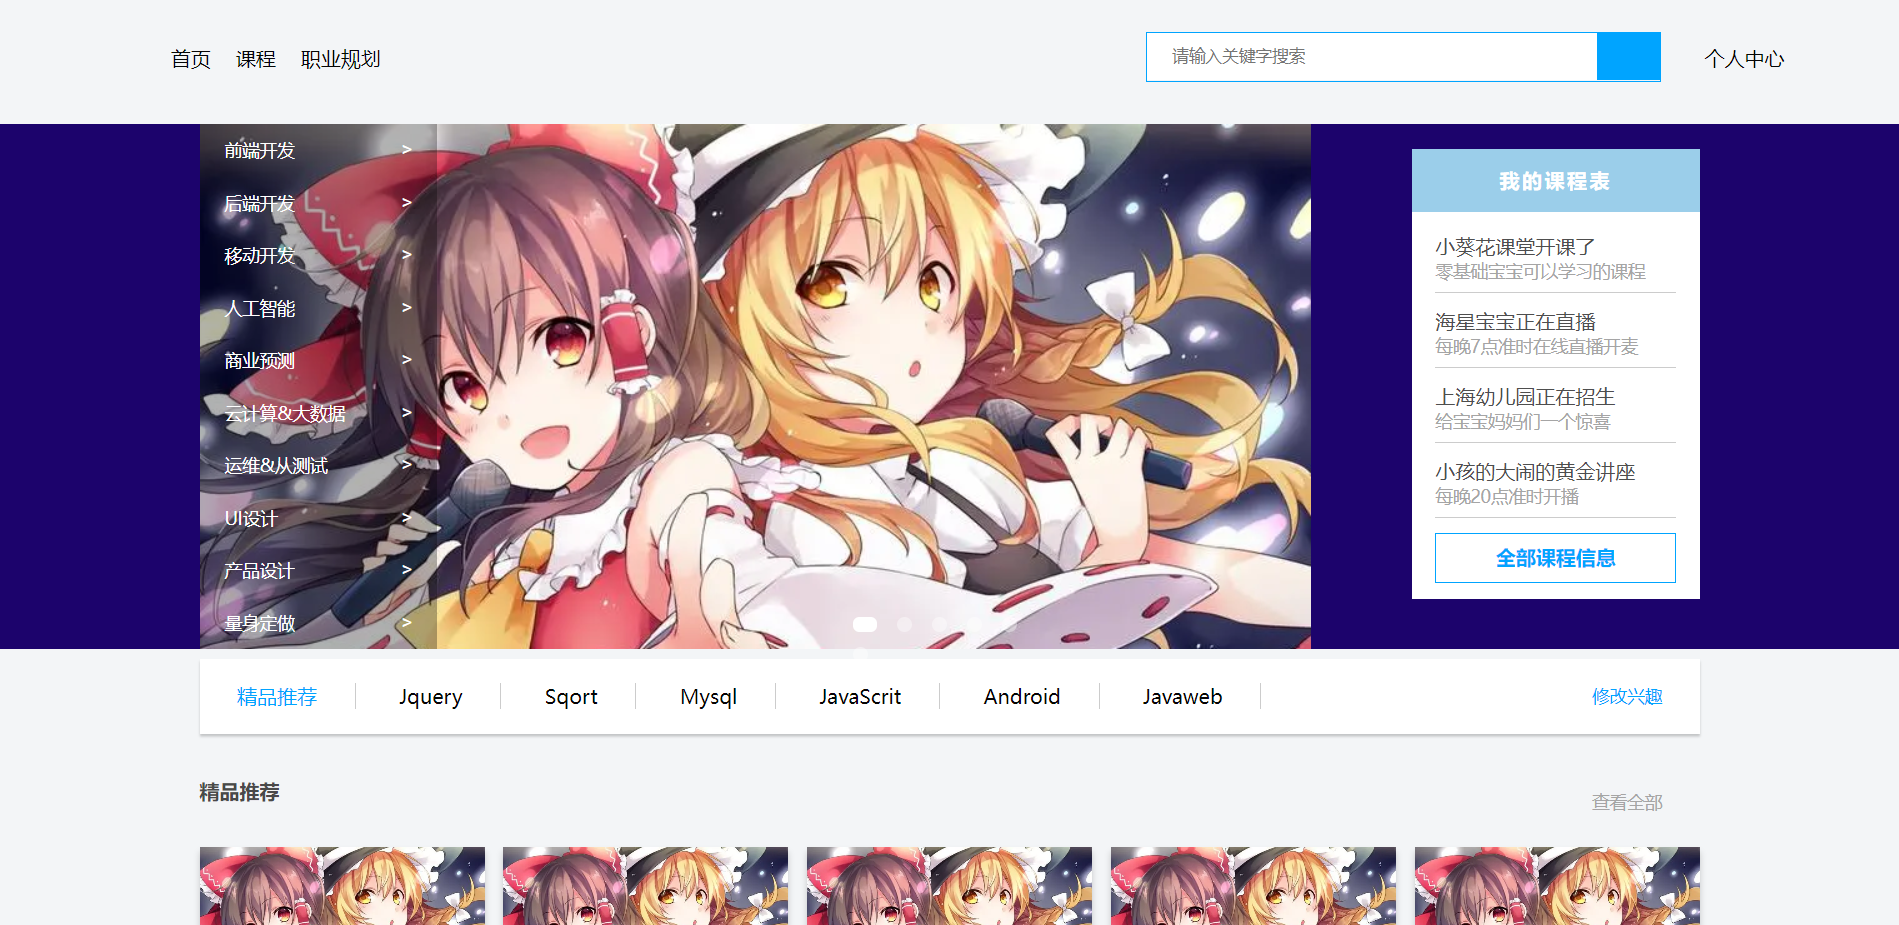 首页 课程 职业规划 请输入关键字搜索 个人中心
前端开发 >
后端开发 >
移动开发 >
人工智能 >
商业预测 >
云计算&大数据 >
运维&从测试 >
UI设计 >
产品设计 >
量身定做 >
我的课程表
小葵花课堂开课了
零基础宝宝可以学习的课程
海星宝宝正在直播
每晚7点准时在线直播开麦
上海幼儿园正在招生
给宝宝妈妈们一个惊喜
小孩的大闹的黄金讲座
每晚20点准时开播
全部课程信息
精品推荐 Jquery Sqort Mysql JavaScrit Android Javaweb 修改兴趣
精品推荐
查看全部